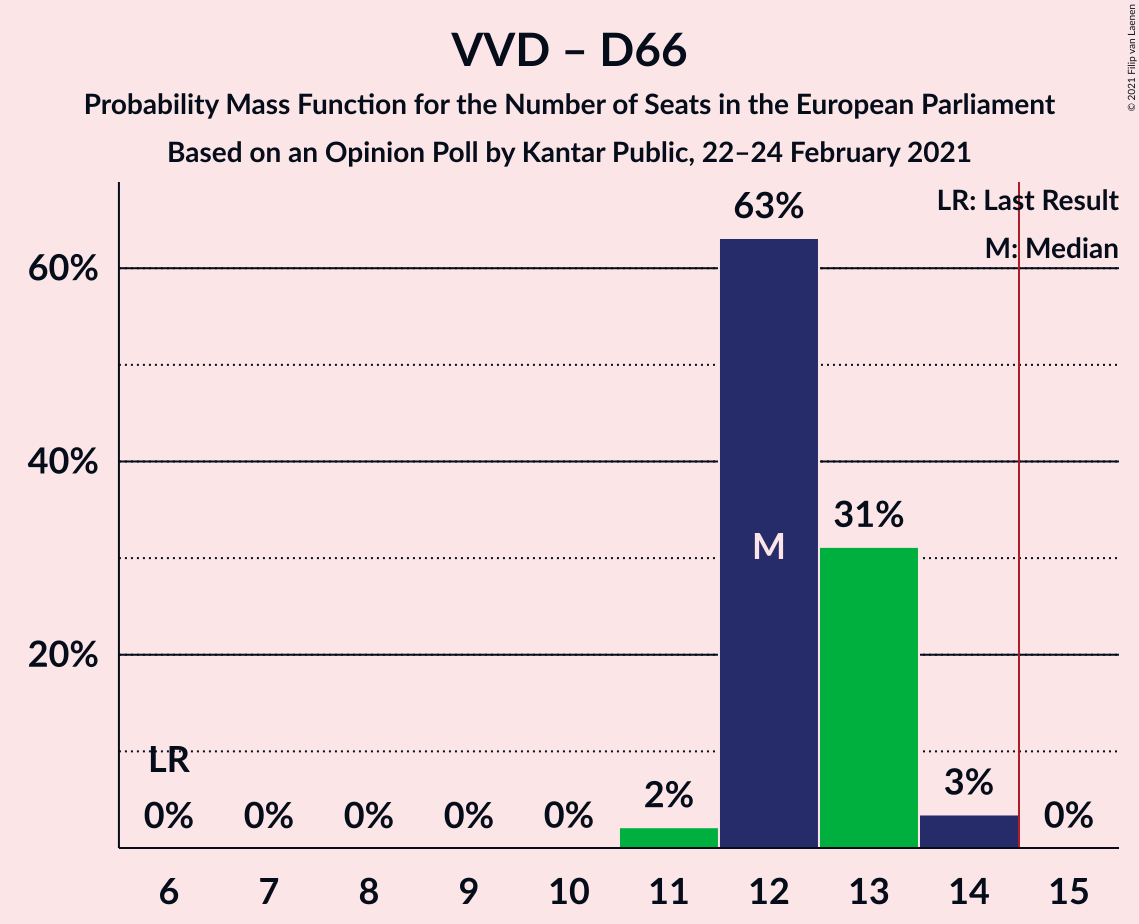 VVD – D66
Probability Mass Function for the Number of Seats in the European Parliament
Based on an Opinion Poll by Kantar Public, 22–24 February 2021
© 2021 Filip van Laenen
LR: Last Result
M: Median
60%
40%
20%
63%
31%
M
LR
0%
0%
0%
0%
0%
2%
3%
0%
6
7
8
9
10
11
12
13
14
15